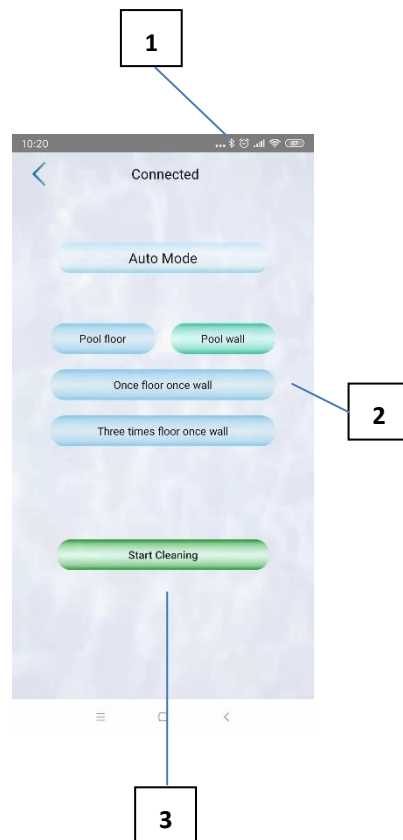 1
10:20
Connected
Auto Mode
Pool floor Pool wall
Once floor once wall
2
Three times floor once wall
Start Cleaning
3